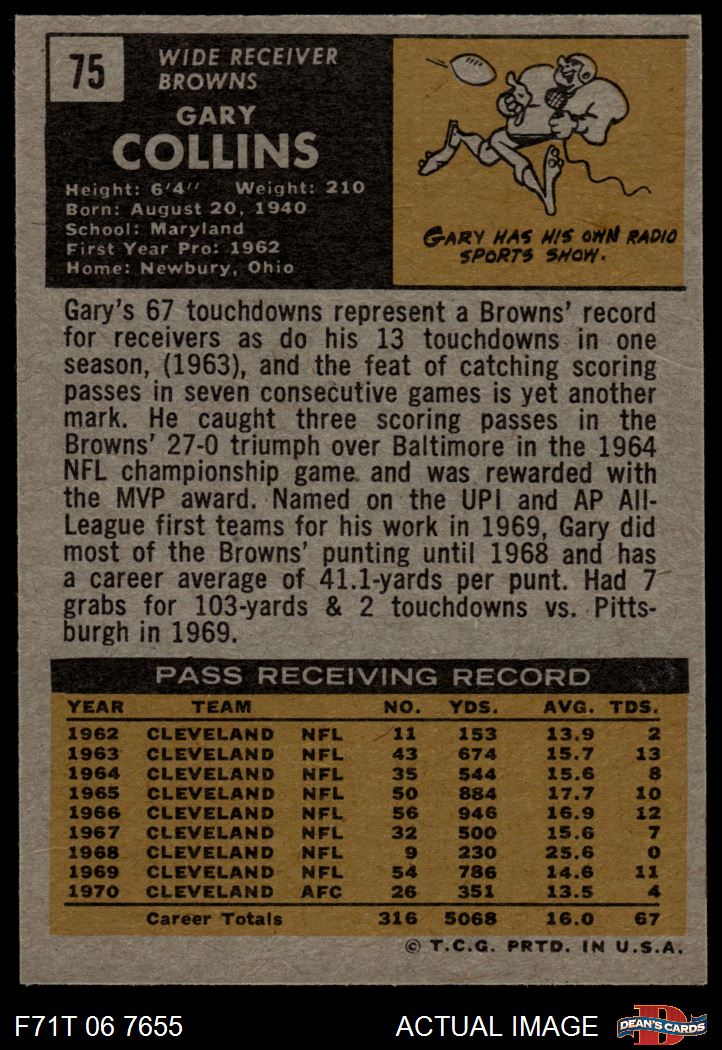 75
WIDE RECEIVER
BROWNS
GARY
COLLINS
Height: 6'4" Weight: 210
Born: August 20, 1940
School: Maryland
First Year Pro: 1962
Home: Newbury, Ohio
GARY HAS HIS OWN RADIO
SPORTS SHOW.
Gary's 67 touchdowns represent a Browns' record
for receivers as do his 13 touchdowns in one
season, (1963), and the feat of catching scoring
passes in seven consecutive games is yet another
mark. He caught three scoring passes in the
Browns' 27-0 triumph over Baltimore in the 1964
NFL championship game and was rewarded with
the MVP award. Named on the UPI and AP All-
League first teams for his work in 1969, Gary did
most of the Browns' punting until 1968 and has
a career average of 41.1-yards per punt. Had 7
grabs for 103-yards & 2 touchdowns vs. Pitts-
burgh in 1969.
PASS RECEIVING RECORD
YEAR TEAM NO. YDS. AVG. TDS.
1962 CLEVELAND NFL 11 153 13.9 2
1963 CLEVELAND NFL 43 674 15.7 13
1964 CLEVELAND NFL 35 544 15.6 8
1965 CLEVELAND NFL 50 884 17.7 10
1966 CLEVELAND NFL 56 946 16.9 12
1967 CLEVELAND NFL 32 500 15.6 7
1968 CLEVELAND NFL 9 230 25.6 0
1969 CLEVELAND NFL 54 786 14.6 11
1970 CLEVELAND AFC 26 351 13.5 4
Career Totals 316 5068 16.0 67
© T.C.G. PRTD. IN U.S.A.
F71T 06 7655 ACTUAL IMAGE D DEAN'S CARDS